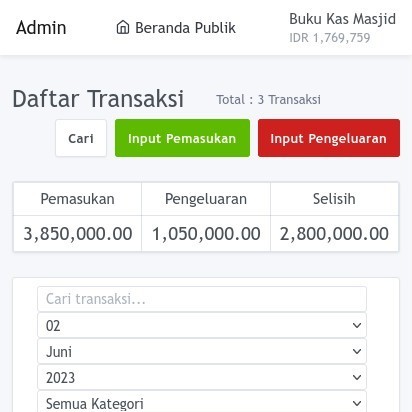 Admin
Beranda Publik
Buku Kas Masjid
IDR 1,769,759
Daftar Transaksi
Total : 3 Transaksi
Cari
Input Pemasukan
Input Pengeluaran
Pemasukan Pengeluaran Selisih
3,850,000.00 1,050,000.00 2,800,000.00
Cari transaksi...
02
Juni
2023
Semua Kategori